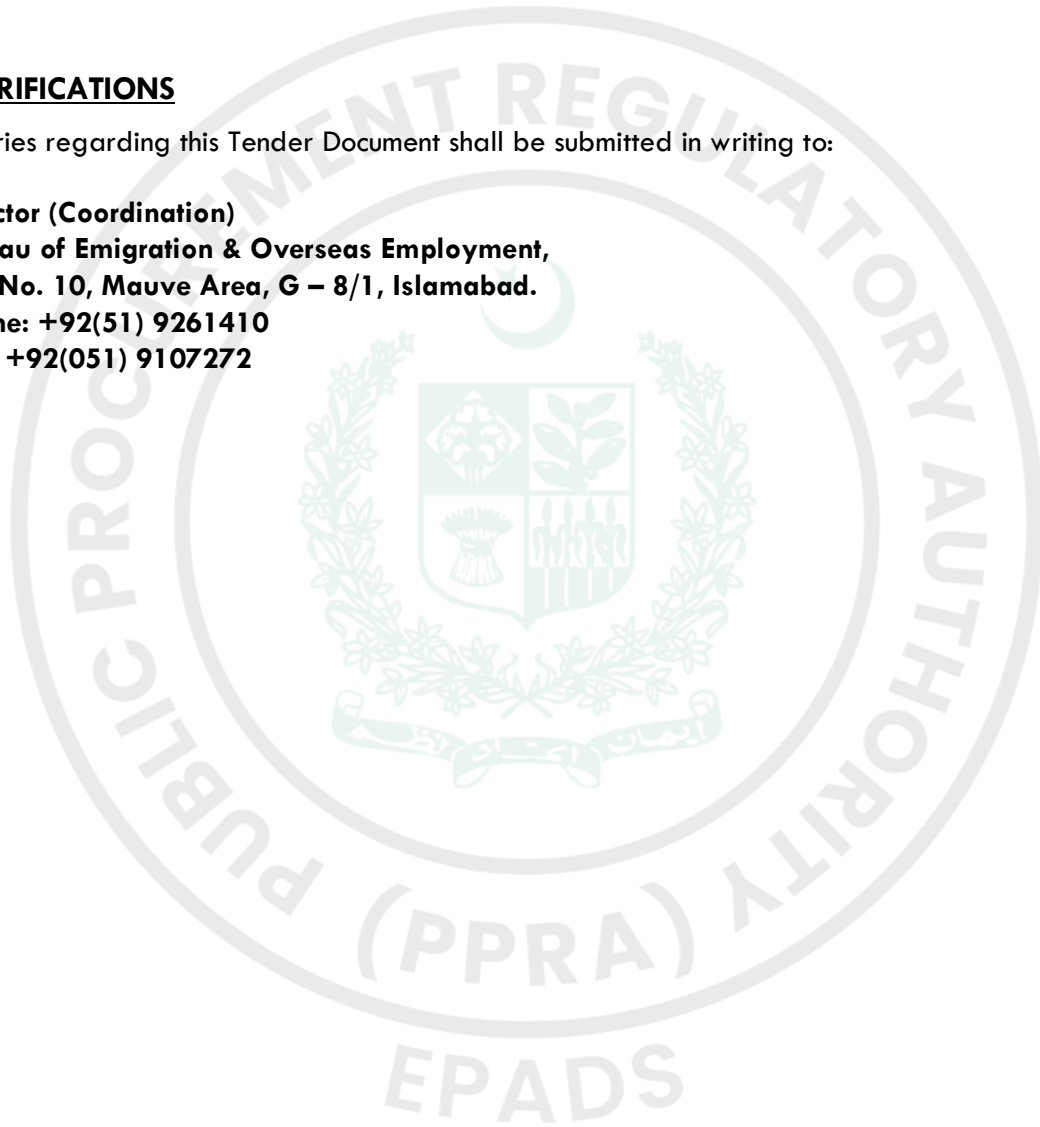 RIFICATIONS
ries regarding this Tender Document shall be submitted in writing to:
ctor (Coordination)
au of Emigration & Overseas Employment,
No. 10, Mauve Area, G – 8/1, Islamabad.
ne: +92(51) 9261410
+92(051) 9107272
PUBLIC PROCUREMENT REGULATORY AUTHORITY
(PPRA)
EPADS